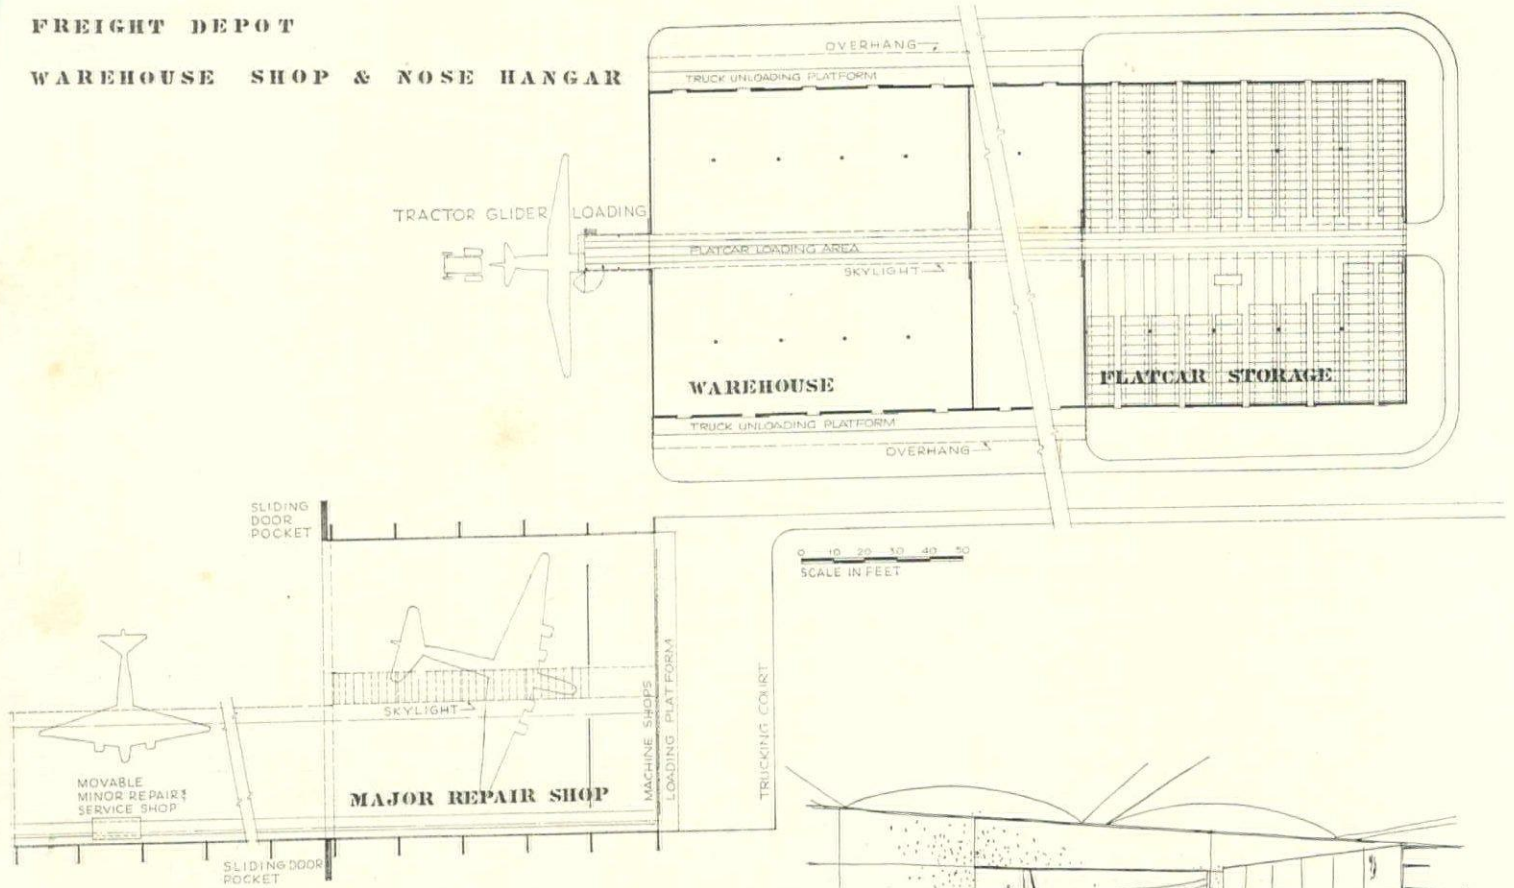 FREIGHT DEPOT
WAREHOUSE SHOP & NOSE HANGAR
OVERHANG
TRUCK UNLOADING PLATFORM
TRACTOR GLIDER LOADING
FLATCAR LOADING AREA
SKYLIGHT
WAREHOUSE
FLATCAR STORAGE
TRUCK UNLOADING PLATFORM
OVERHANG
SLIDING
DOOR
POCKET
0 10 20 30 40 50
SCALE IN FEET
SKYLIGHT
MACHINE SHOPS
LOADING PLATFORM
TRUCKING COURT
MOVABLE
MINOR REPAIR &
SERVICE SHOP
MAJOR REPAIR SHOP
SLIDING DOOR
POCKET